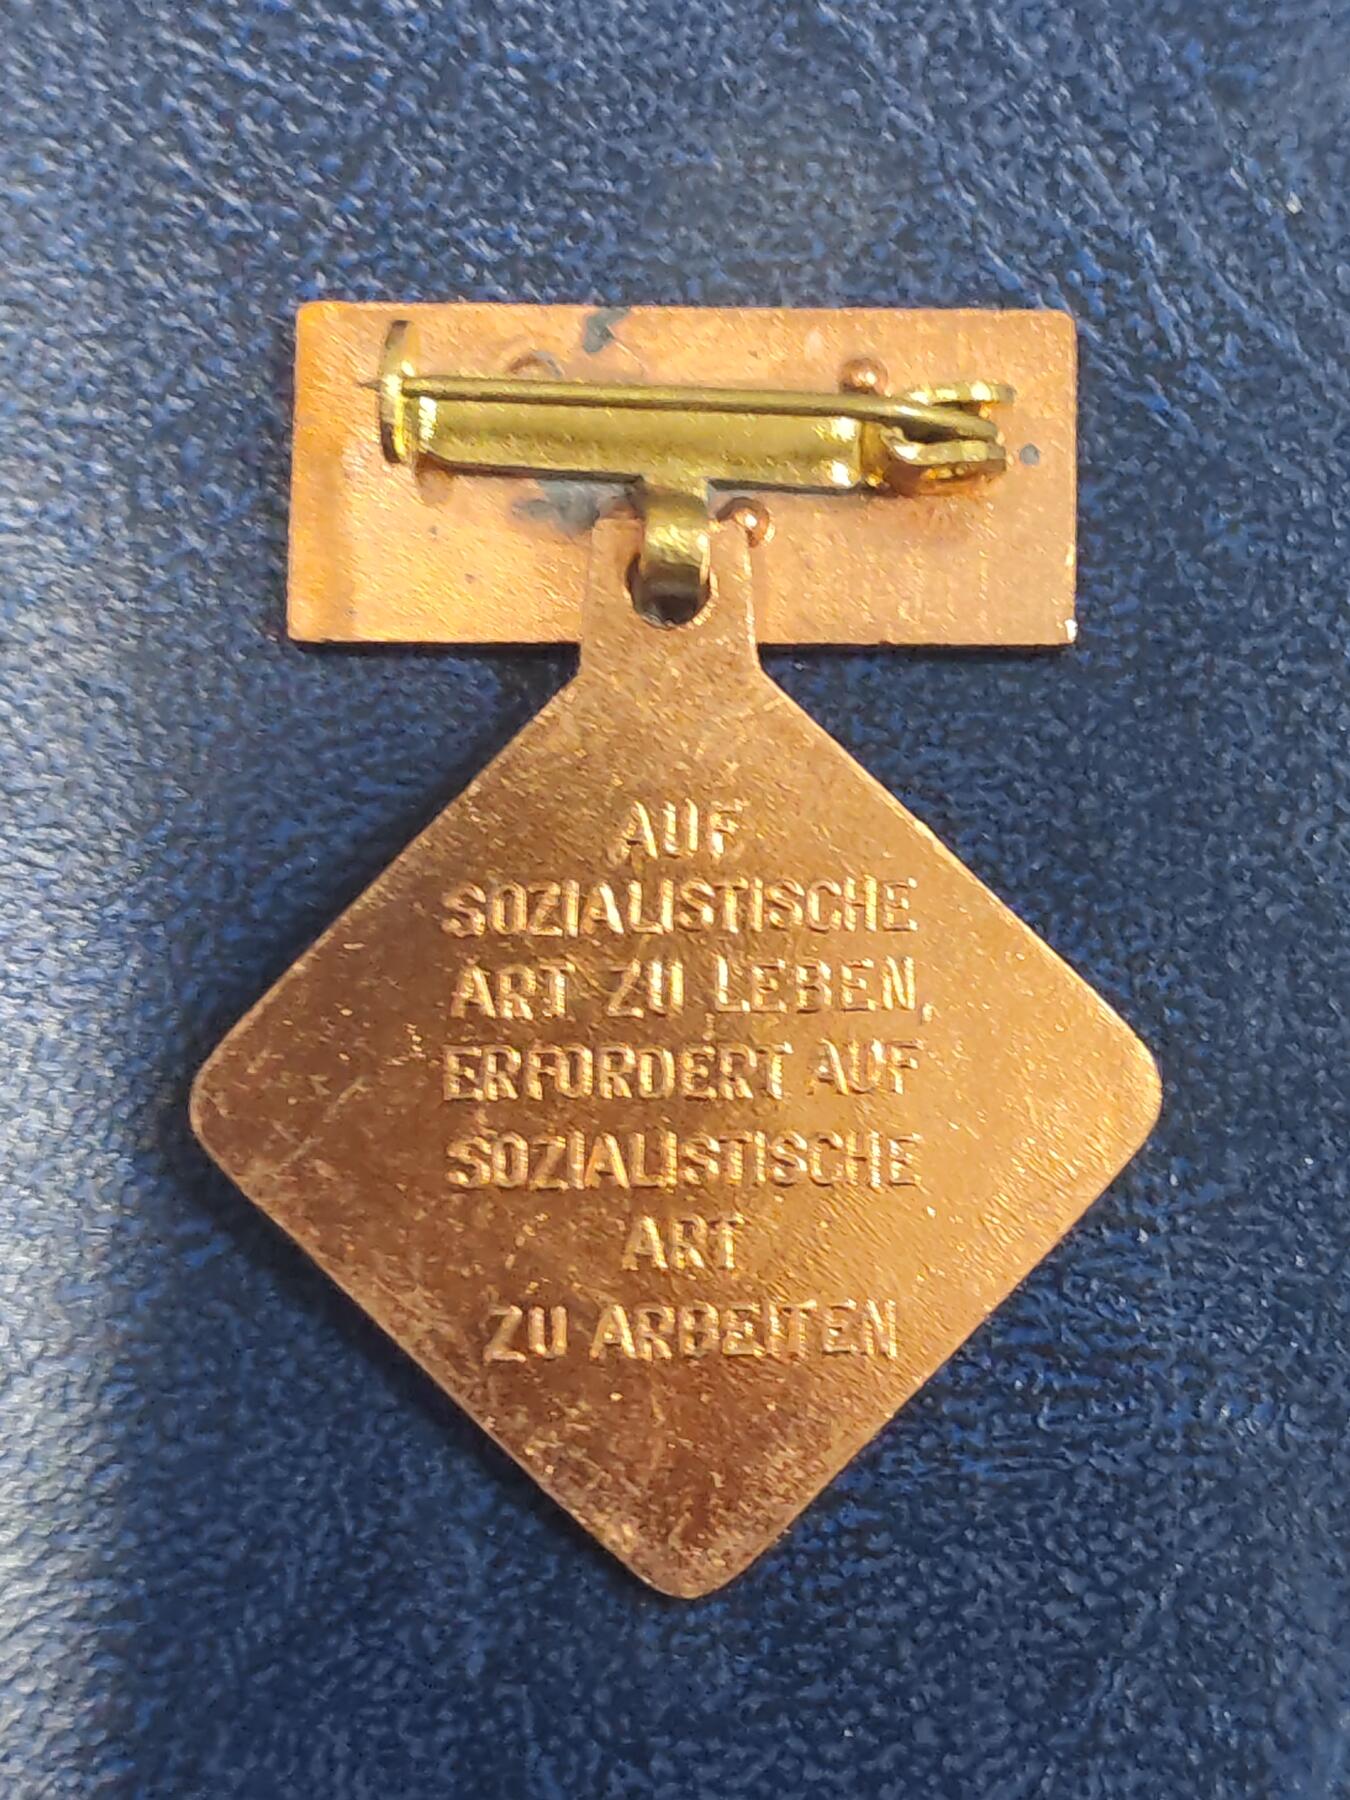 AUF
SOZIALISTISCHE
ART ZU LEBEN,
ERFORDERT AUF
SOZIALISTISCHE
ART
ZU ARBEITEN